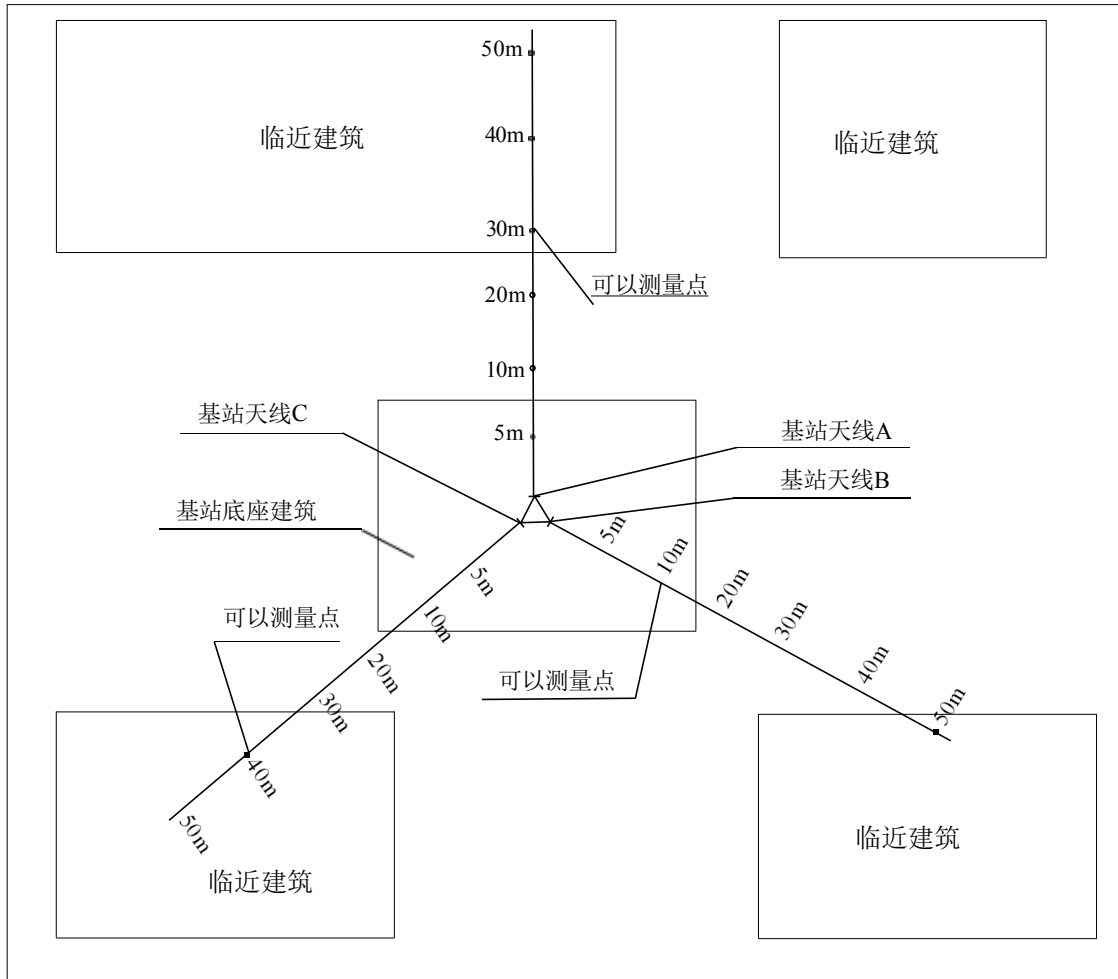 50m
临近建筑
40m
临近建筑
30m
可以测量点
20m
10m
基站天线C
5m
基站天线A
基站天线B
基站底座建筑
5m
10m
20m
30m
40m
50m
5m
10m
20m
30m
40m
50m
可以测量点
可以测量点
临近建筑
临近建筑